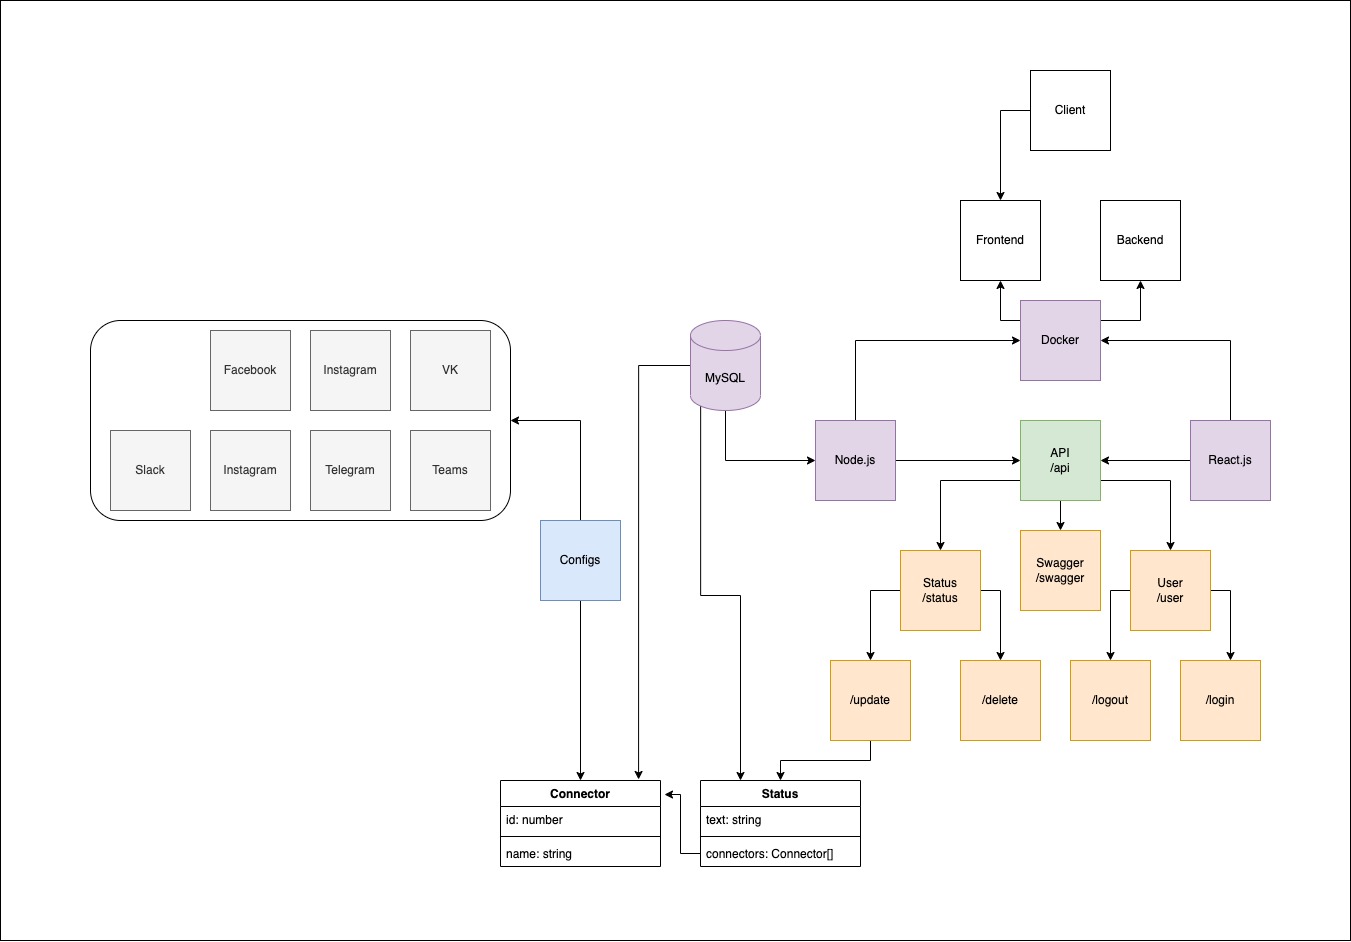 Client
Frontend
Backend
Docker
Facebook
Instagram
VK
MySQL
Slack
Instagram
Telegram
Teams
Node.js
API
/api
React.js
Configs
Status
/status
Swagger
/swagger
User
/user
/update
/delete
/logout
/login
Connector
id: number
name: string
Status
text: string
connectors: Connector[]